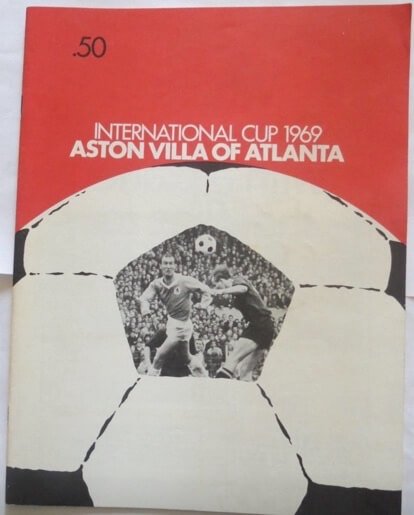 .50
INTERNATIONAL CUP 1969
ASTON VILLA OF ATLANTA